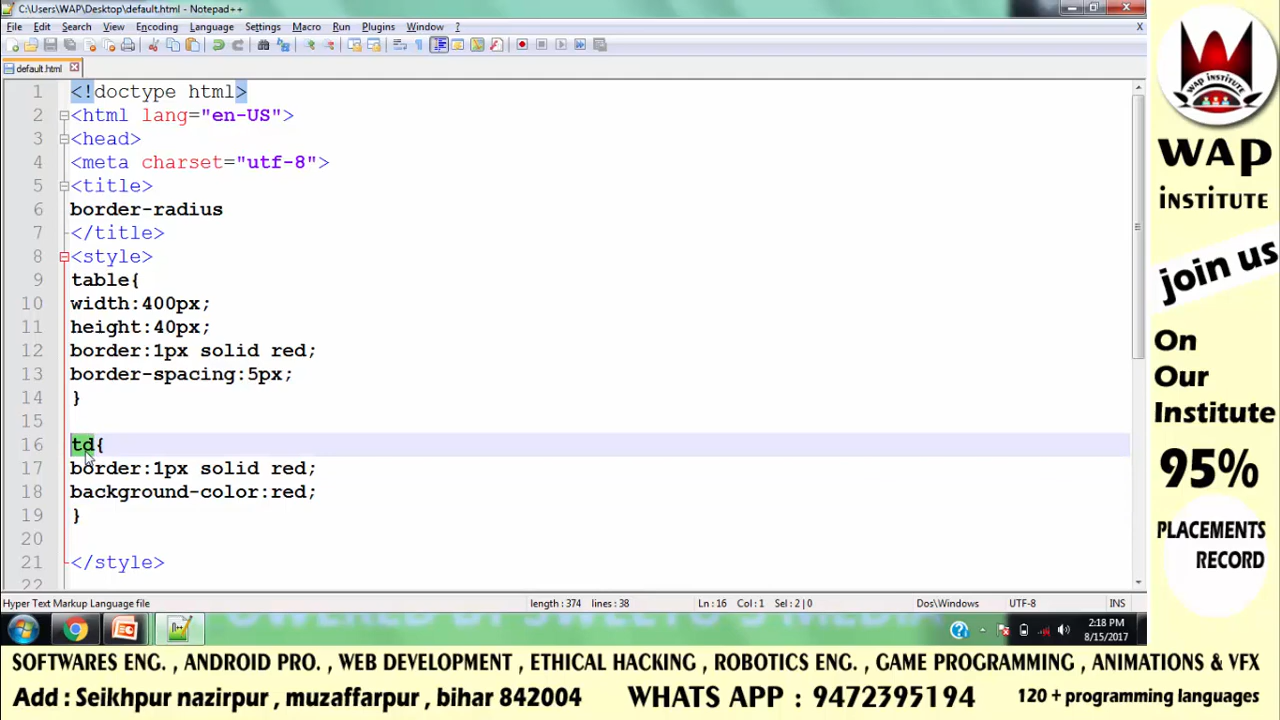 C:\Users\WAP\Desktop\default.html - Notepad++
File Edit Search View Encoding Language Settings Macro Run Plugins Window ? X
default.html
1 <!doctype html>
2 <html lang="en-US">
3 <head>
4 <meta charset="utf-8">
5 <title>
6 border-radius
7 </title>
8 <style>
9 table{
10 width:400px;
11 height:40px;
12 border:1px solid red;
13 border-spacing:5px;
14 }
15
16 td{
17 border:1px solid red;
18 background-color:red;
19 }
20
21 </style>
22
Hyper Text Markup Language file length : 374 lines : 38 Ln : 16 Col : 1 Sel : 2 | 0 Dos\Windows UTF-8 INS
2:18 PM
8/15/2017
wap institute
WAP
institute
join us
On
Our
Institute
95%
PLACEMENTS
RECORD
SOFTWARES ENG. , ANDROID PRO. , WEB DEVELOPMENT , ETHICAL HACKING , ROBOTICS ENG. , GAME PROGRAMMING , ANIMATIONS & VFX
Add : Seikhpur nazirpur , muzaffarpur , bihar 842004 WHATS APP : 9472395194 120 + programming languages